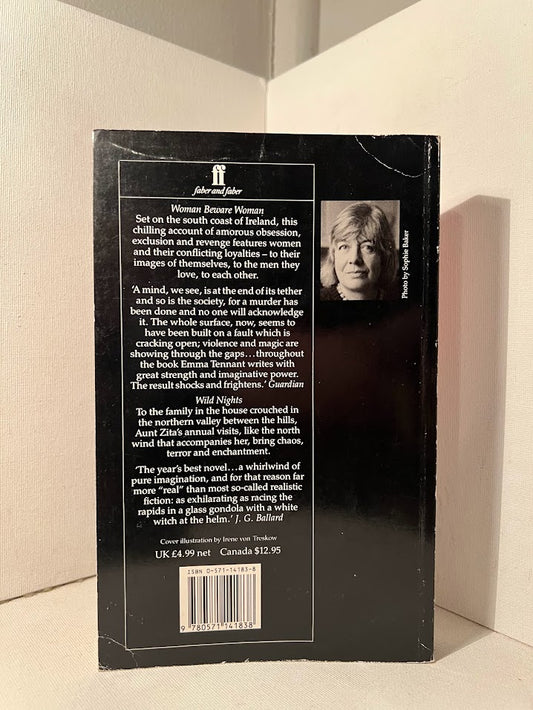 ff
faber and faber
Woman Beware Woman
Set on the south coast of Ireland, this
chilling account of amorous obsession,
exclusion and revenge features women
and their conflicting loyalties – to their
images of themselves, to the men they
love, to each other.
‘A mind, we see, is at the end of its tether
and so is the society, for a murder has
been done and no one will acknowledge
it. The whole surface, now, seems to
have been built on a fault which is
cracking open; violence and magic are
showing through the gaps...throughout
the book Emma Tennant writes with
great strength and imaginative power.
The result shocks and frightens.’ Guardian
Wild Nights
To the family in the house crouched in
the northern valley between the hills,
Aunt Zita's annual visits, like the north
wind that accompanies her, bring chaos,
terror and enchantment.
‘The year's best novel...a whirlwind of
pure imagination, and for that reason far
more “real” than most so-called realistic
fiction: as exhilarating as racing the
rapids in a glass gondola with a white
witch at the helm.’ J. G. Ballard
Cover illustration by Irene von Treskow
UK £4.99 net Canada $12.95
ISBN 0-571-14183-8
9 780571 141838
Photo by Sophie Baker